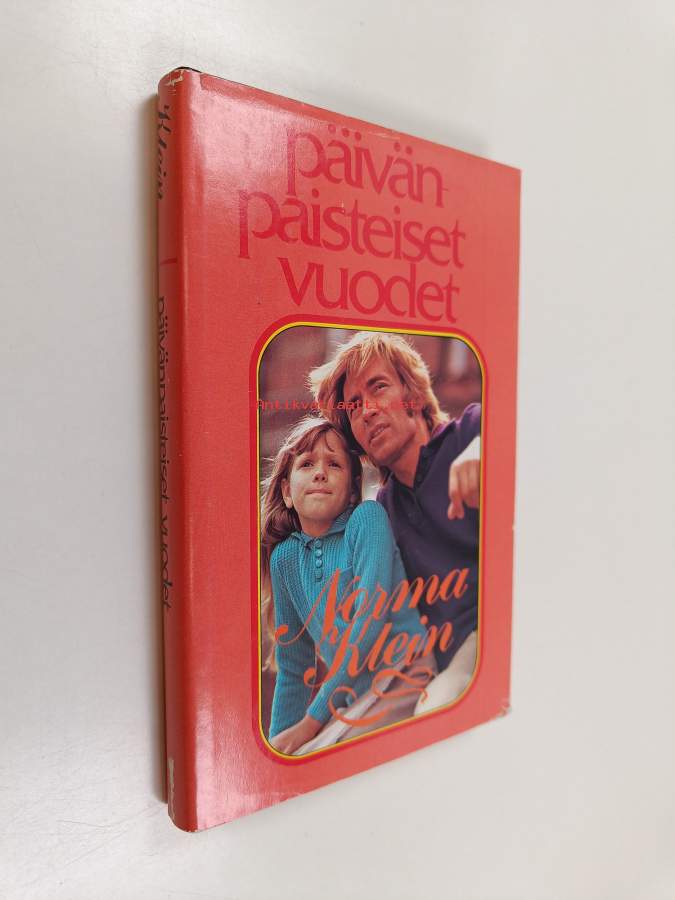 päivän-
paisteiset
vuodet
Antikvariaatti.net
Norma
Klein
Klein
päivänpaisteiset vuodet